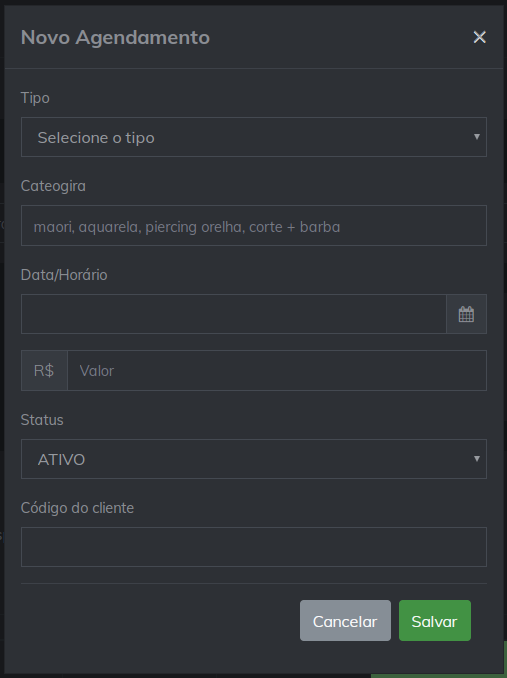 Novo Agendamento ×
Tipo
Selecione o tipo
Cateogira
maori, aquarela, piercing orelha, corte + barba
Data/Horário
R$ Valor
Status
ATIVO
Código do cliente
Cancelar Salvar